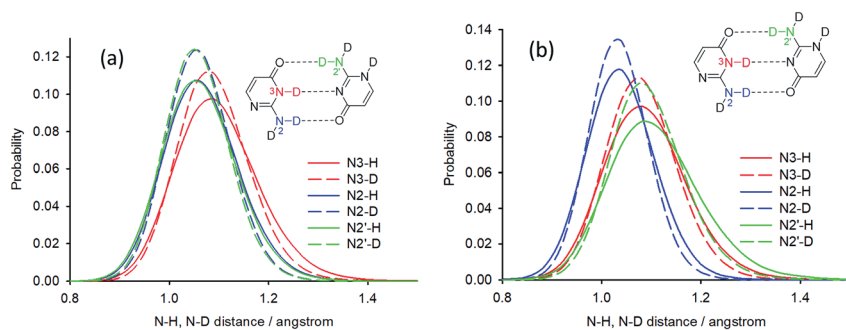 (a)
Probability
0.12
0.10
0.08
0.06
0.04
0.02
0.00
0.8
1.0
1.2
1.4
N-H, N-D distance / angstrom
O
D
N
2'
D
D
N
3
N
D
N
N
N
2
D
D
O
N3-H
N3-D
N2-H
N2-D
N2'-H
N2'-D
(b)
Probability
0.14
0.12
0.10
0.08
0.06
0.04
0.02
0.00
0.8
1.0
1.2
1.4
N-H, N-D distance / angstrom
O
D
N
2'
D
D
N
3
N
D
N
N
N
2
D
D
O
N3-H
N3-D
N2-H
N2-D
N2'-H
N2'-D